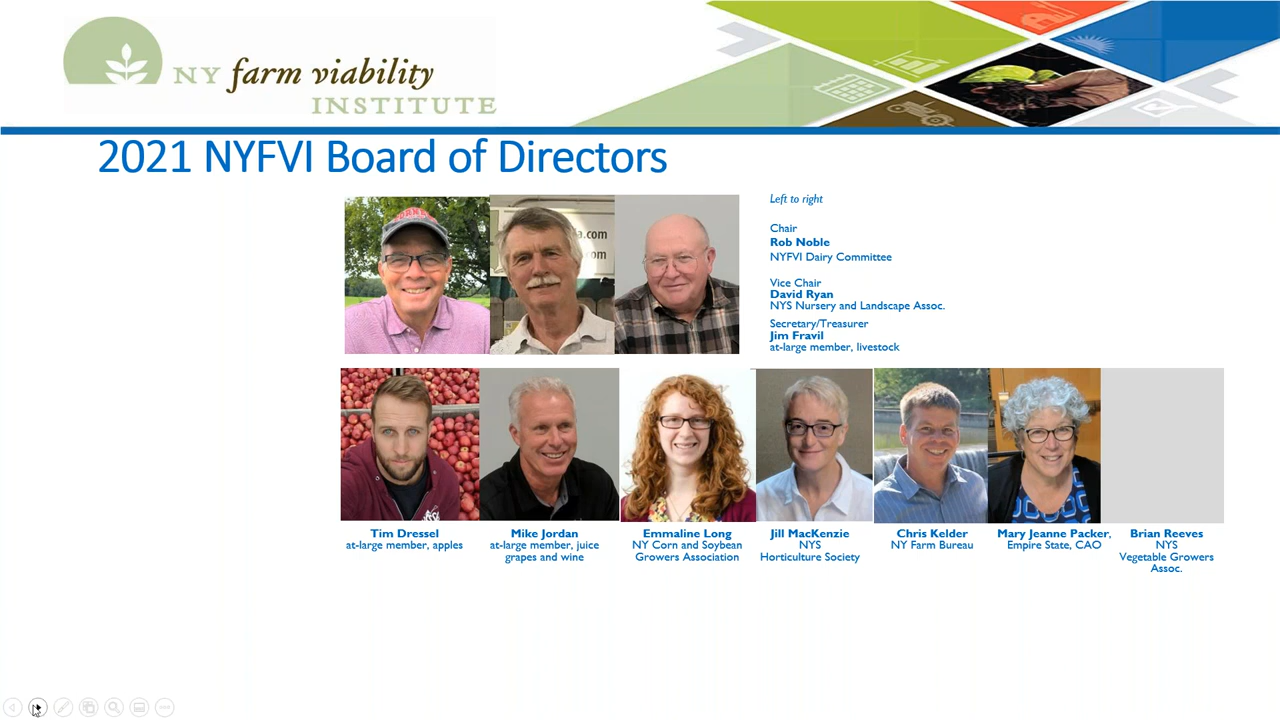 NY farm viability
INSTITUTE
2021 NYFVI Board of Directors
Left to right
Chair
Rob Noble
NYFVI Dairy Committee
Vice Chair
David Ryan
NYS Nursery and Landscape Assoc.
Secretary/Treasurer
Jim Fravil
at-large member, livestock
Tim Dressel
at-large member, apples
Mike Jordan
at-large member, juice
grapes and wine
Emmaline Long
NY Corn and Soybean
Growers Association
Jill MacKenzie
NYS
Horticulture Society
Chris Kelder
NY Farm Bureau
Mary Jeanne Packer,
Empire State, CAO
Brian Reeves
NYS
Vegetable Growers
Assoc.